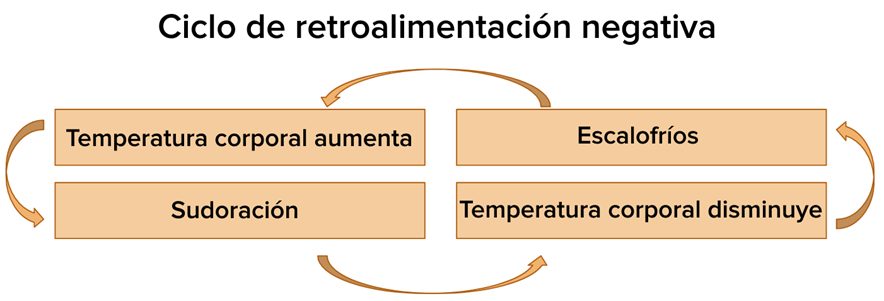 Ciclo de retroalimentación negativa
Temperatura corporal aumenta
Escalofríos
Sudoración
Temperatura corporal disminuye